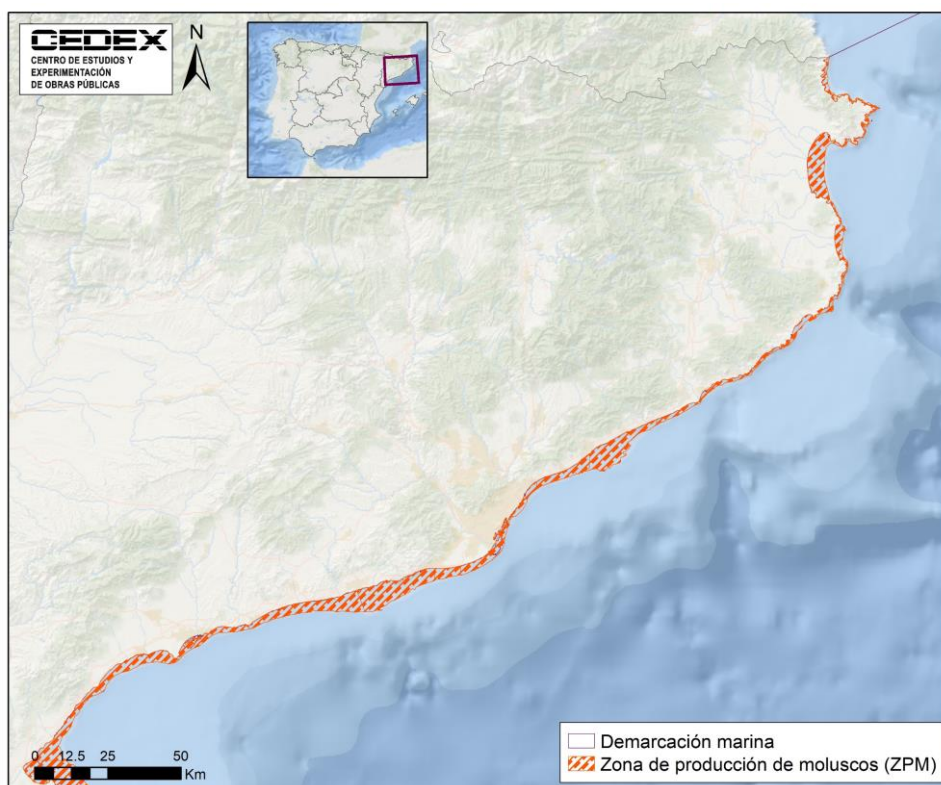 CEDEX
CENTRO DE ESTUDIOS Y
EXPERIMENTACIÓN
DE OBRAS PÚBLICAS
N
0 12.5 25 50
Km
Demarcación marina
Zona de producción de moluscos (ZPM)